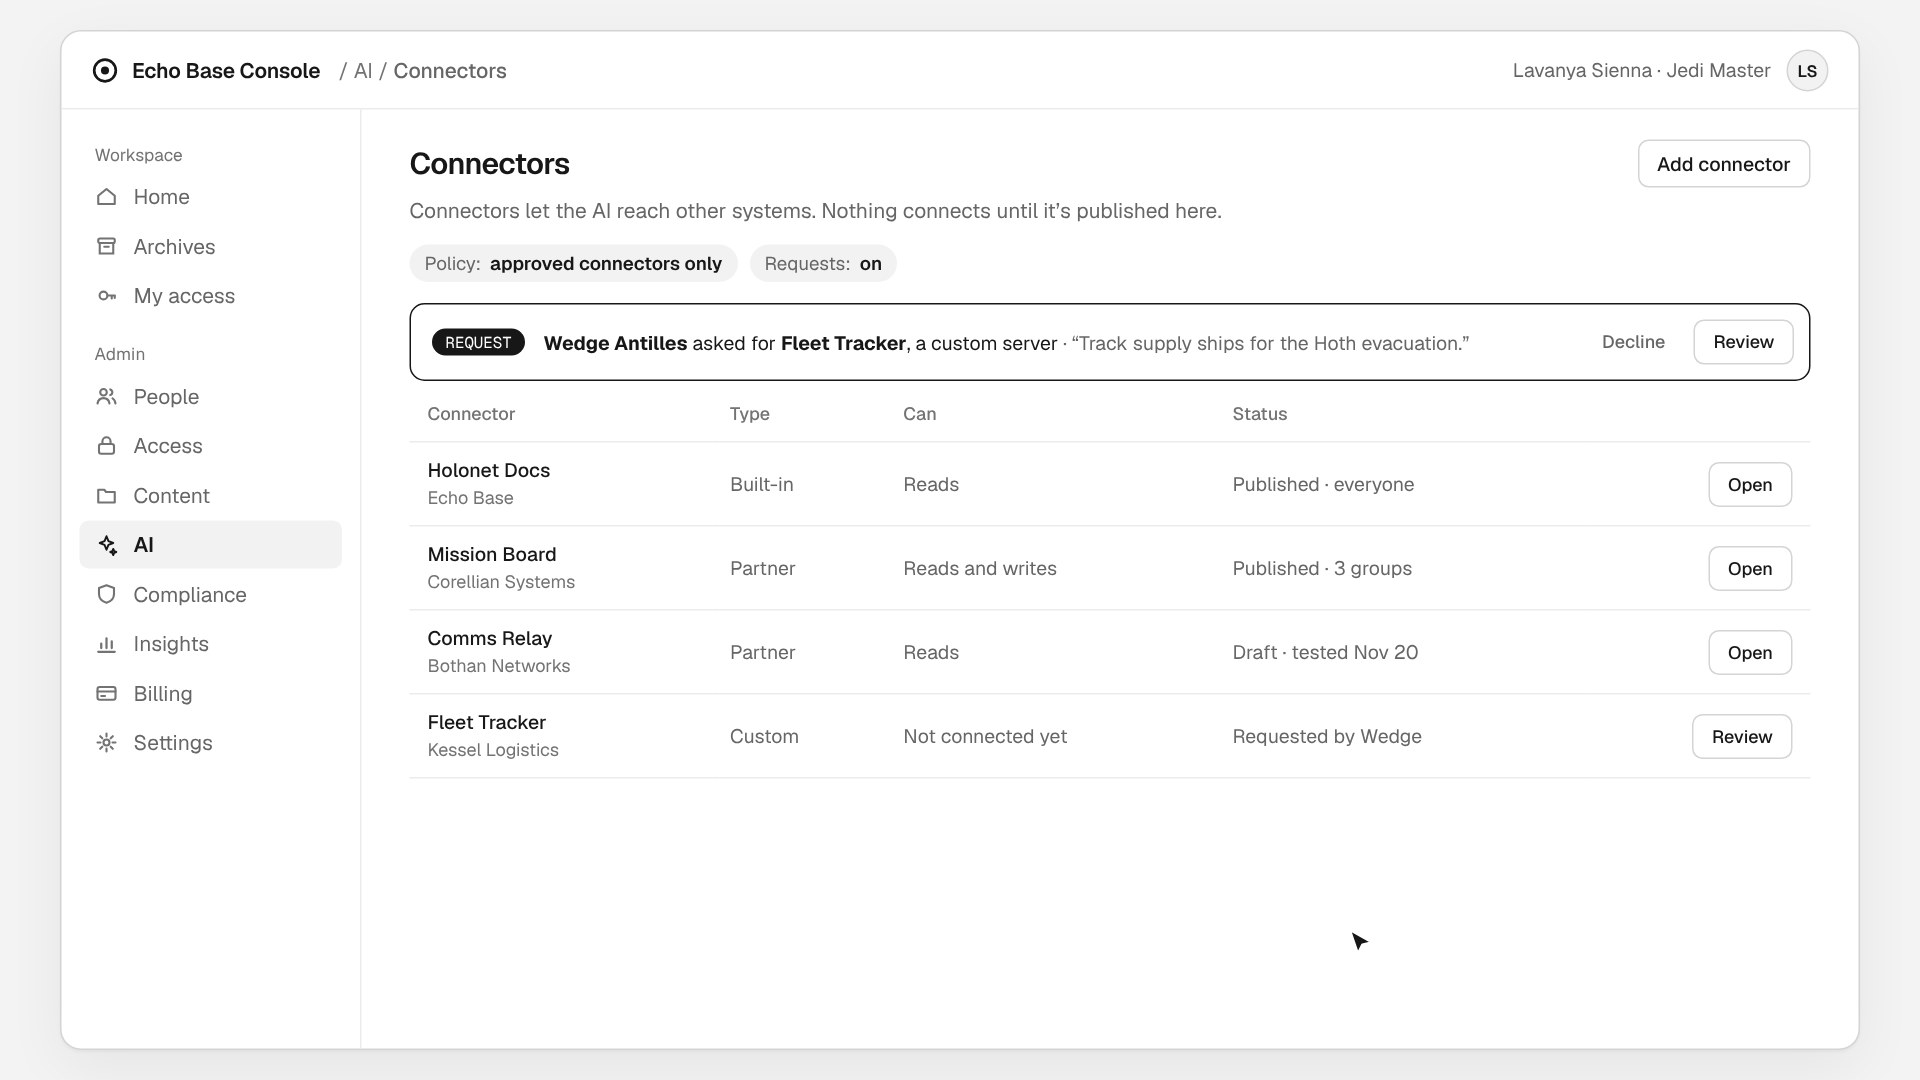 Echo Base Console / AI / Connectors
Lavanya Sienna · Jedi Master LS
Workspace
Home
Archives
My access
Admin
People
Access
Content
AI
Compliance
Insights
Billing
Settings
Connectors
Add connector
Connectors let the AI reach other systems. Nothing connects until it’s published here.
Policy: approved connectors only Requests: on
REQUEST Wedge Antilles asked for Fleet Tracker, a custom server · “Track supply ships for the Hoth evacuation.” Decline Review
Connector Type Can Status
Holonet Docs
Echo Base
Built-in Reads Published · everyone Open
Mission Board
Corellian Systems
Partner Reads and writes Published · 3 groups Open
Comms Relay
Bothan Networks
Partner Reads Draft · tested Nov 20 Open
Fleet Tracker
Kessel Logistics
Custom Not connected yet Requested by Wedge Review